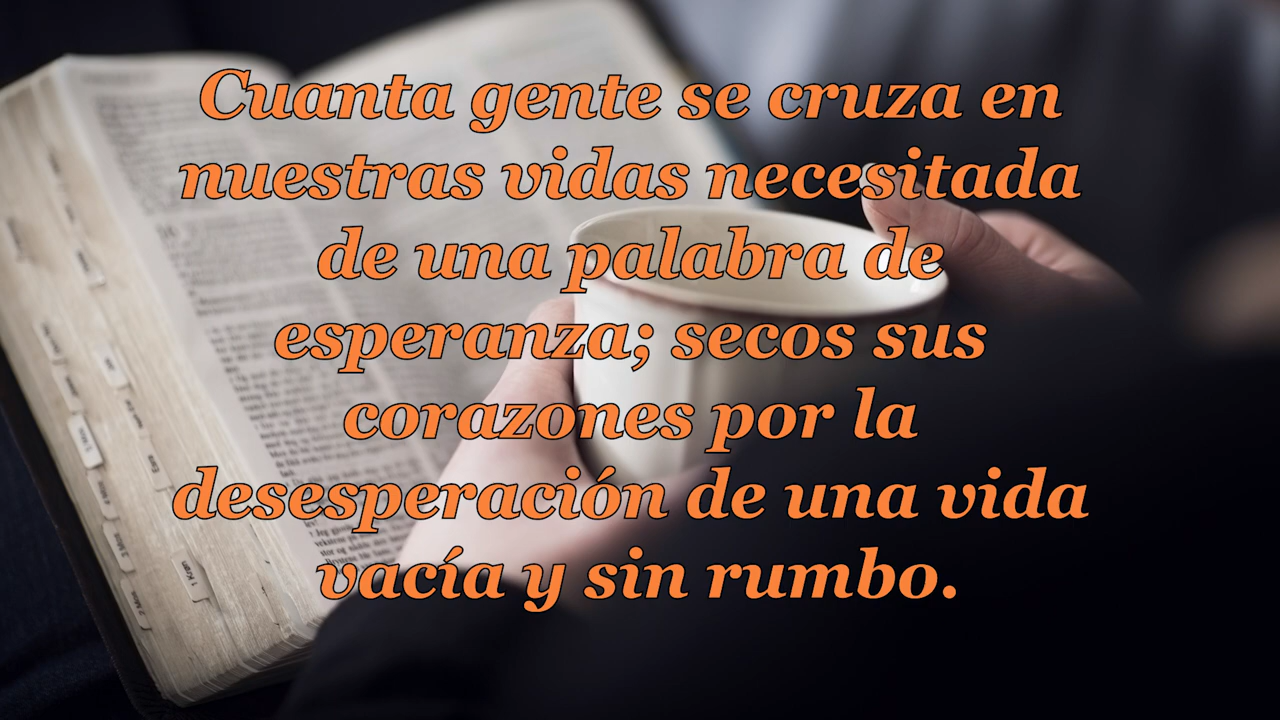 Cuanta gente se cruza en
nuestras vidas necesitada
de una palabra de
esperanza; secos sus
corazones por la
desesperación de una vida
vacía y sin rumbo.